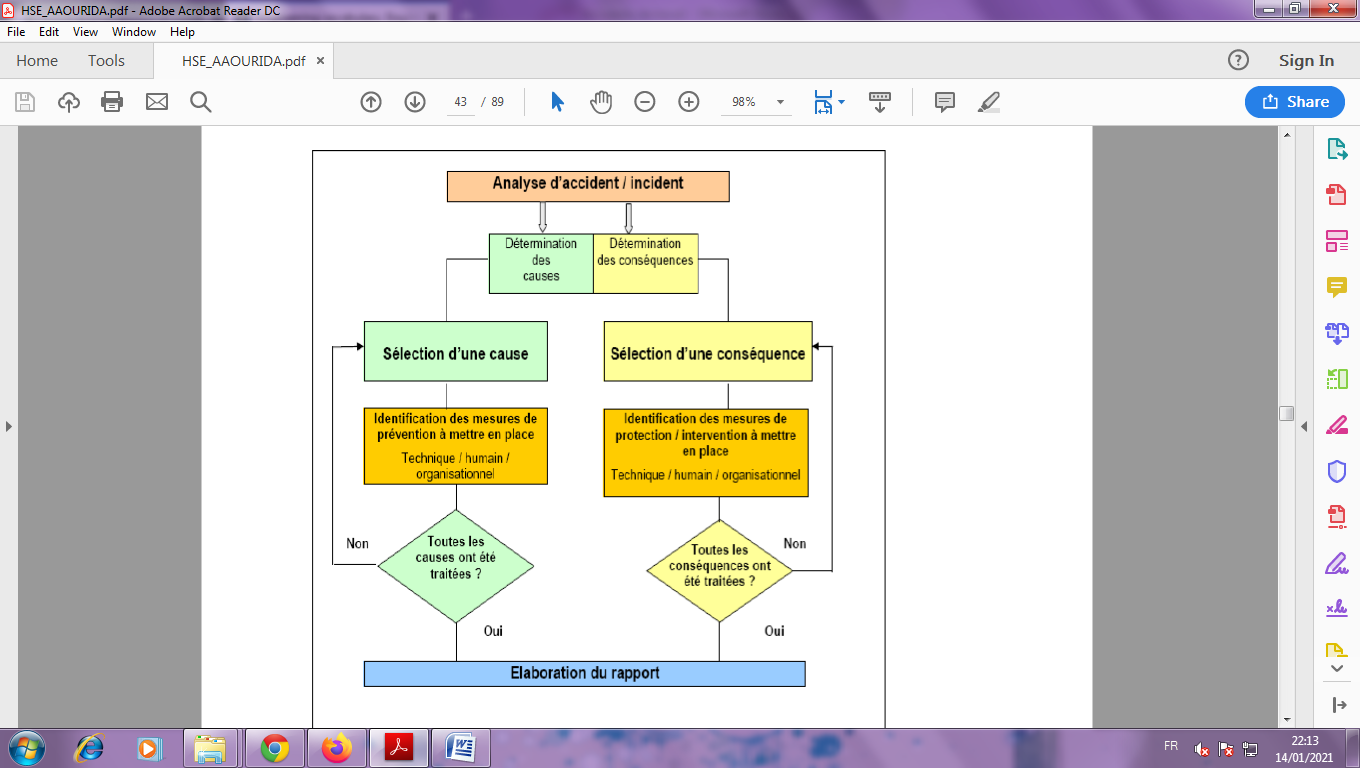 HSE_AAOURIDA.pdf - Adobe Acrobat Reader DC
File Edit View Window Help
Home Tools HSE_AAOURIDA.pdf × ? Sign In
43 / 89 98% Share
Analyse d'accident / incident
Détermination
des
causes
Détermination
des conséquences
Sélection d'une cause
Sélection d'une conséquence
Identification des mesures de
prévention à mettre en place
Technique / humain /
organisationnel
Identification des mesures de
protection / intervention à mettre
en place
Technique / humain / organisationnel
Non
Toutes les
causes ont été
traitées ?
Toutes les
conséquences ont
été traitées ?
Non
Oui
Oui
Elaboration du rapport
FR
22:13
14/01/2021